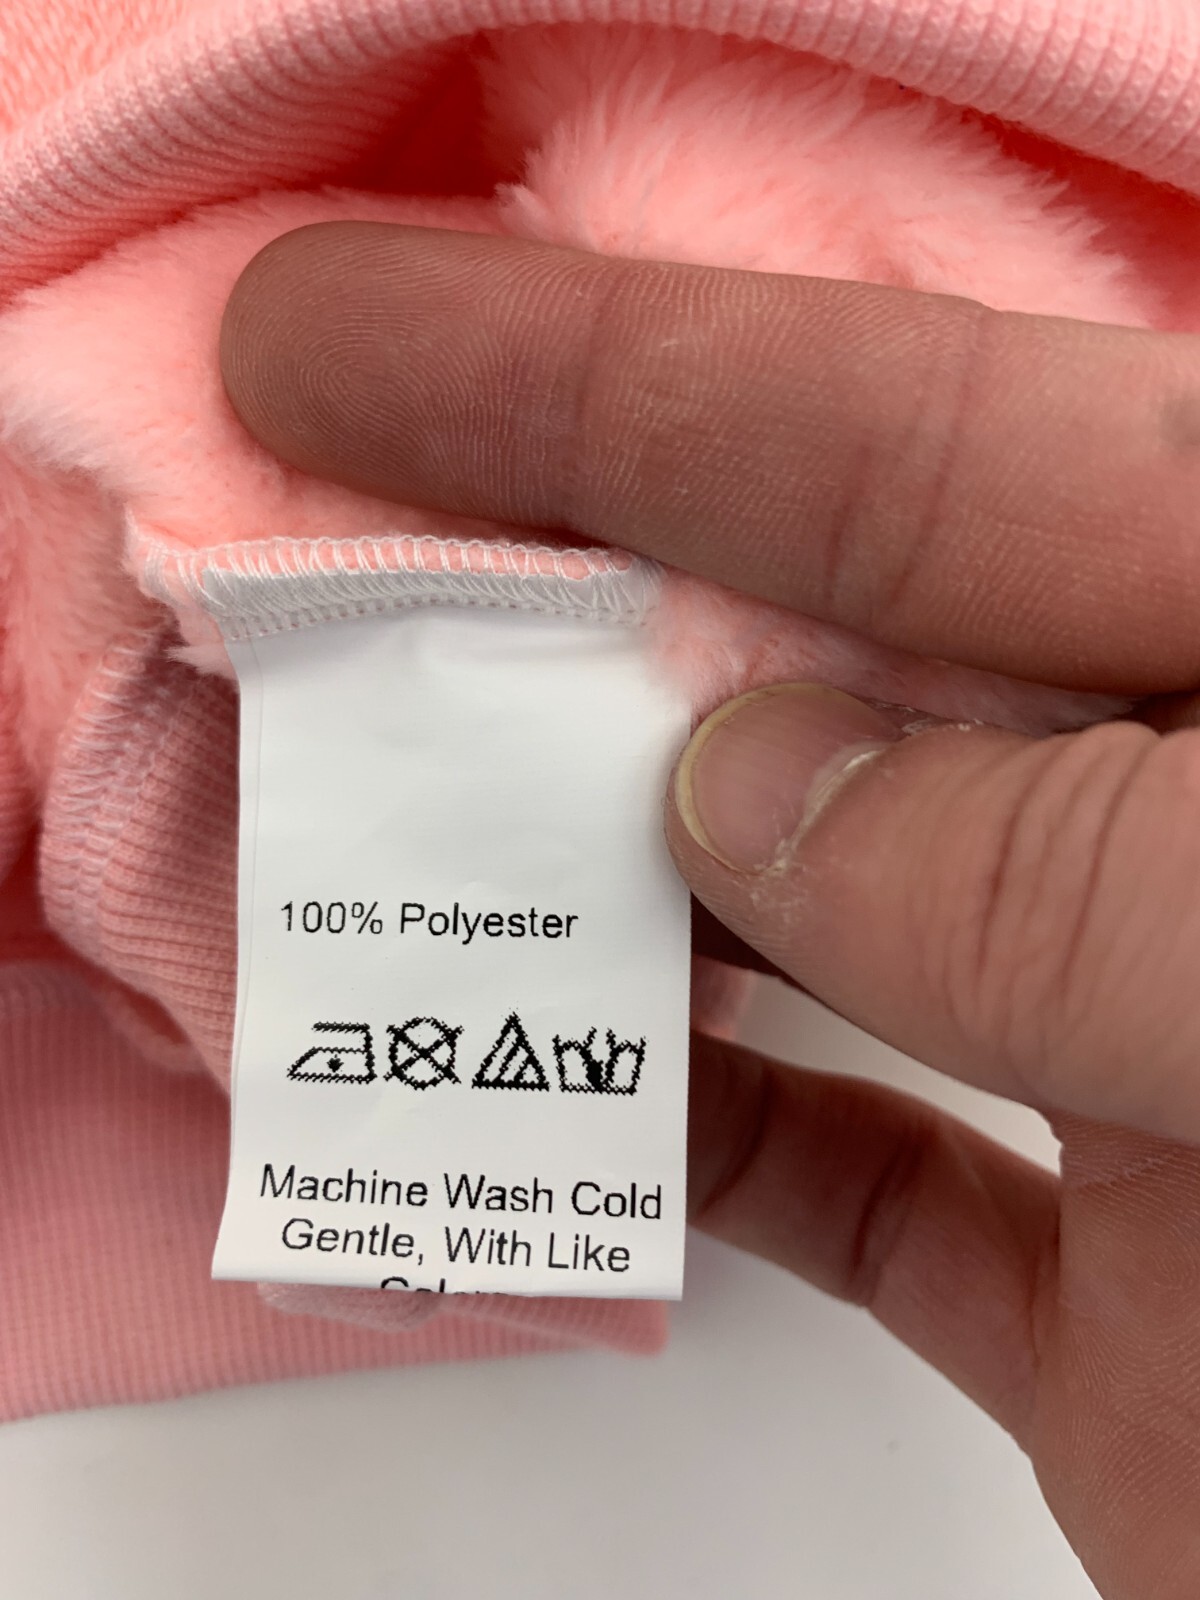 100% Polyester
Machine Wash Cold
Gentle, With Like